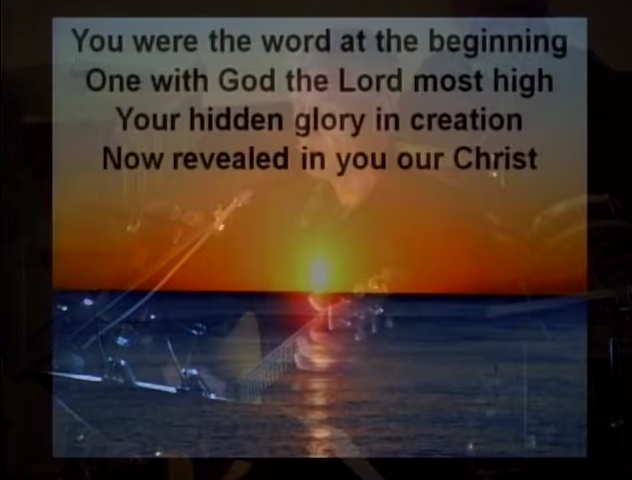 You were the word at the beginning
One with God the Lord most high
Your hidden glory in creation
Now revealed in you our Christ